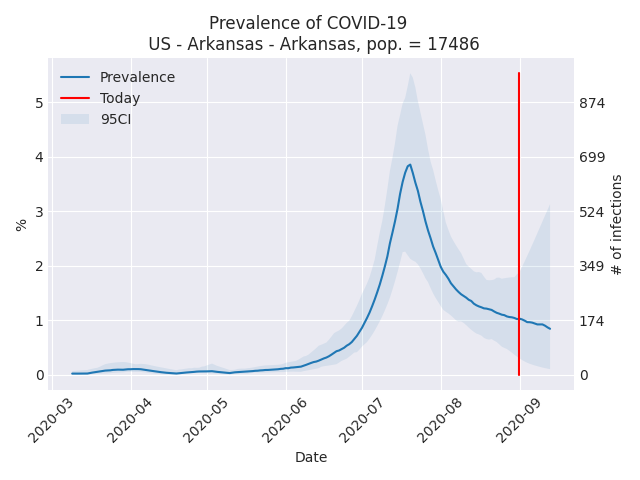 Prevalence of COVID-19
US - Arkansas - Arkansas, pop. = 17486
Prevalence
Today
95CI
5
4
3
2
1
0
%
874
699
524
349
174
0
# of infections
2020-03
2020-04
2020-05
2020-06
2020-07
2020-08
2020-09
Date